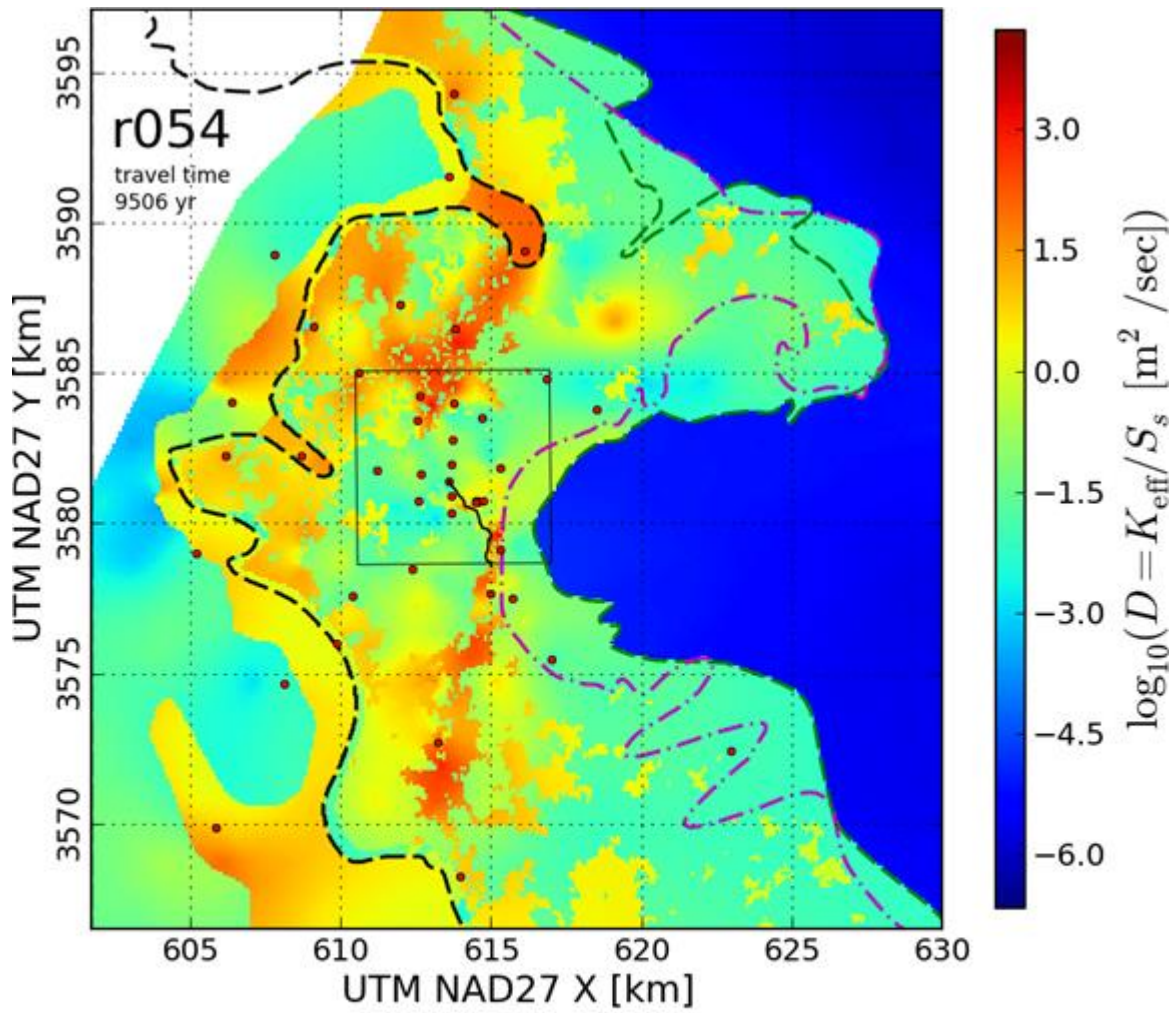 r054
travel time
9506 yr
3595
3590
3585
3580
3575
3570
UTM NAD27 Y [km]
605 610 615 620 625 630
UTM NAD27 X [km]
3.0
1.5
0.0
−1.5
−3.0
−4.5
−6.0
log₁₀(D = K_eff/S_s [m² /sec])